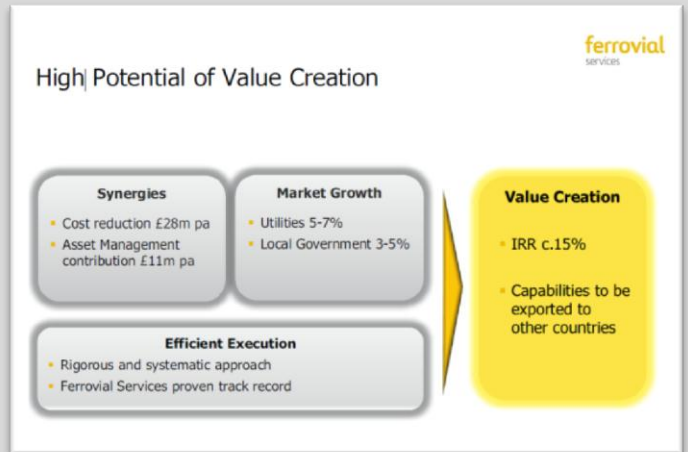 ferrovial
services
High Potential of Value Creation
Synergies
Cost reduction £28m pa
Asset Management
contribution £11m pa
Market Growth
Utilities 5-7%
Local Government 3-5%
Efficient Execution
Rigorous and systematic approach
Ferrovial Services proven track record
Value Creation
IRR c.15%
Capabilities to be
exported to
other countries